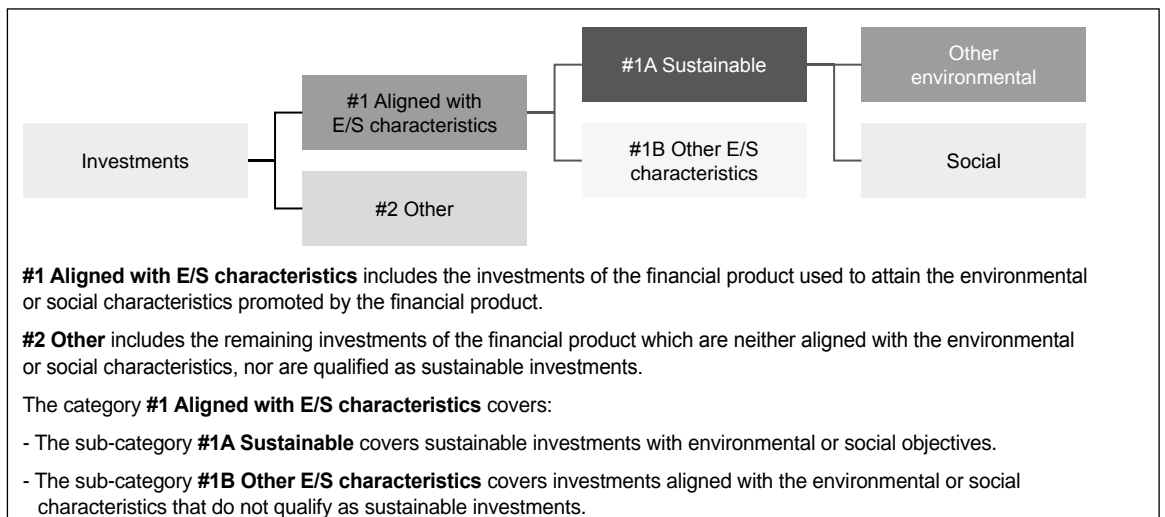 #1A Sustainable
Other
environmental
#1 Aligned with
E/S characteristics
Investments
#1B Other E/S
characteristics
Social
#2 Other
#1 Aligned with E/S characteristics includes the investments of the financial product used to attain the environmental
or social characteristics promoted by the financial product.
#2 Other includes the remaining investments of the financial product which are neither aligned with the environmental
or social characteristics, nor are qualified as sustainable investments.
The category #1 Aligned with E/S characteristics covers:
- The sub-category #1A Sustainable covers sustainable investments with environmental or social objectives.
- The sub-category #1B Other E/S characteristics covers investments aligned with the environmental or social
characteristics that do not qualify as sustainable investments.